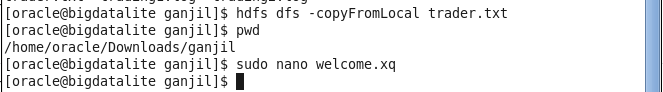 [oracle@bigdatalite ganjil]$ hdfs dfs -copyFromLocal trader.txt
[oracle@bigdatalite ganjil]$ pwd
/home/oracle/Downloads/ganjil
[oracle@bigdatalite ganjil]$ sudo nano welcome.xq
[oracle@bigdatalite ganjil]$